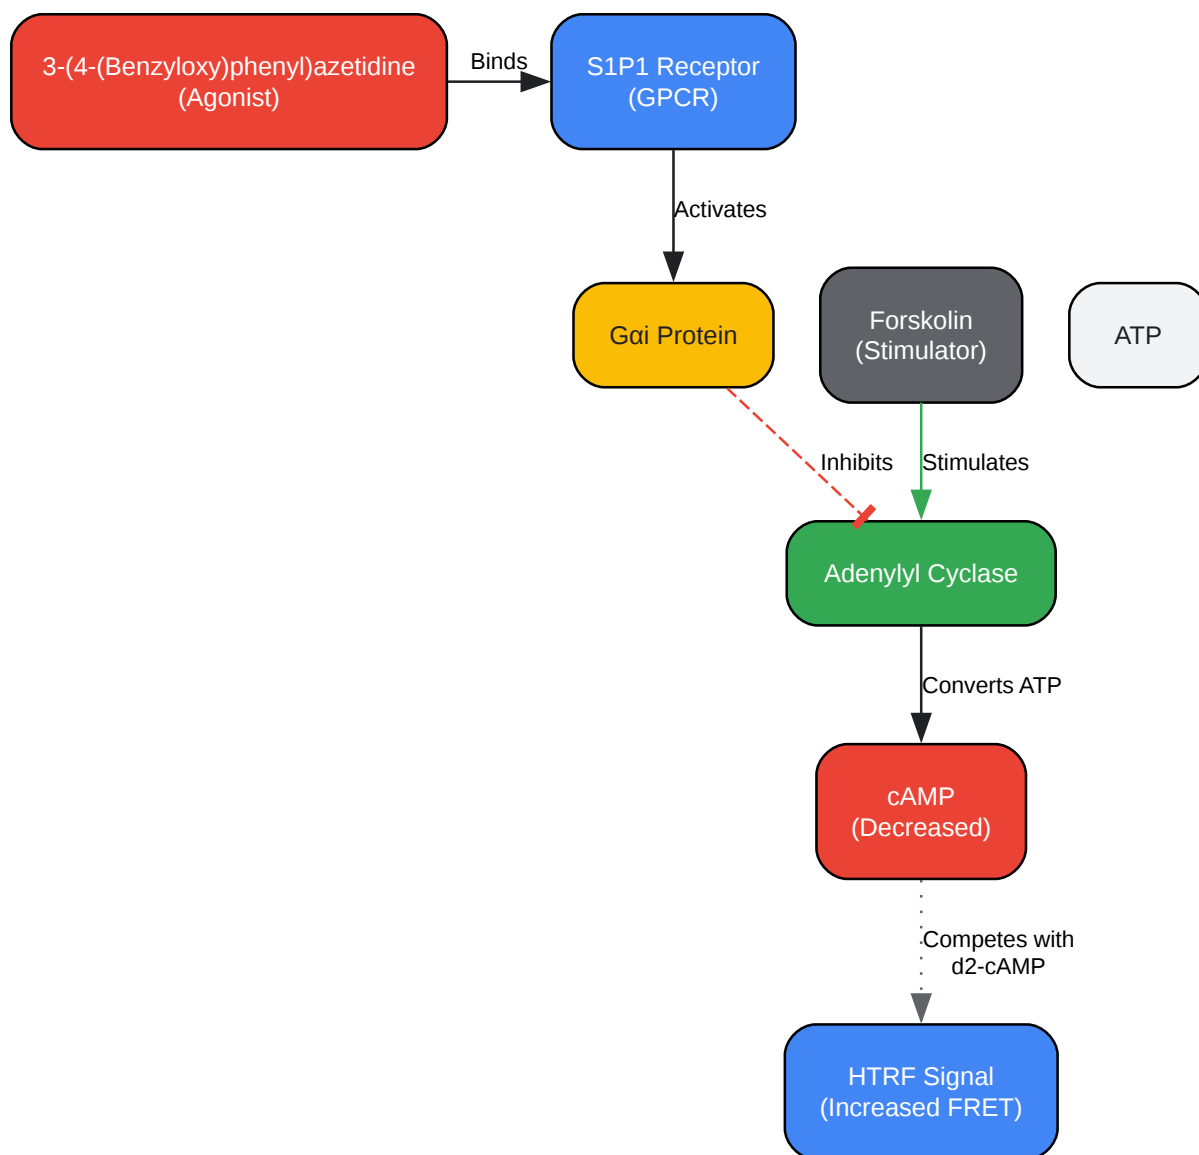 3-(4-(Benzyloxy)phenyl)azetidine
(Agonist)
Binds
S1P1 Receptor
(GPCR)
Activates
Gαi Protein
Forskolin
(Stimulator)
ATP
Inhibits
Stimulates
Adenylyl Cyclase
Converts ATP
cAMP
(Decreased)
Competes with
d2-cAMP
HTRF Signal
(Increased FRET)